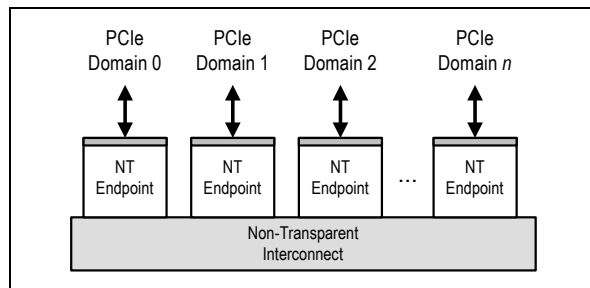 PCIe Domain 0
PCIe Domain 1
PCIe Domain 2
PCIe Domain n
NT Endpoint
NT Endpoint
NT Endpoint
...
NT Endpoint
Non-Transparent
Interconnect